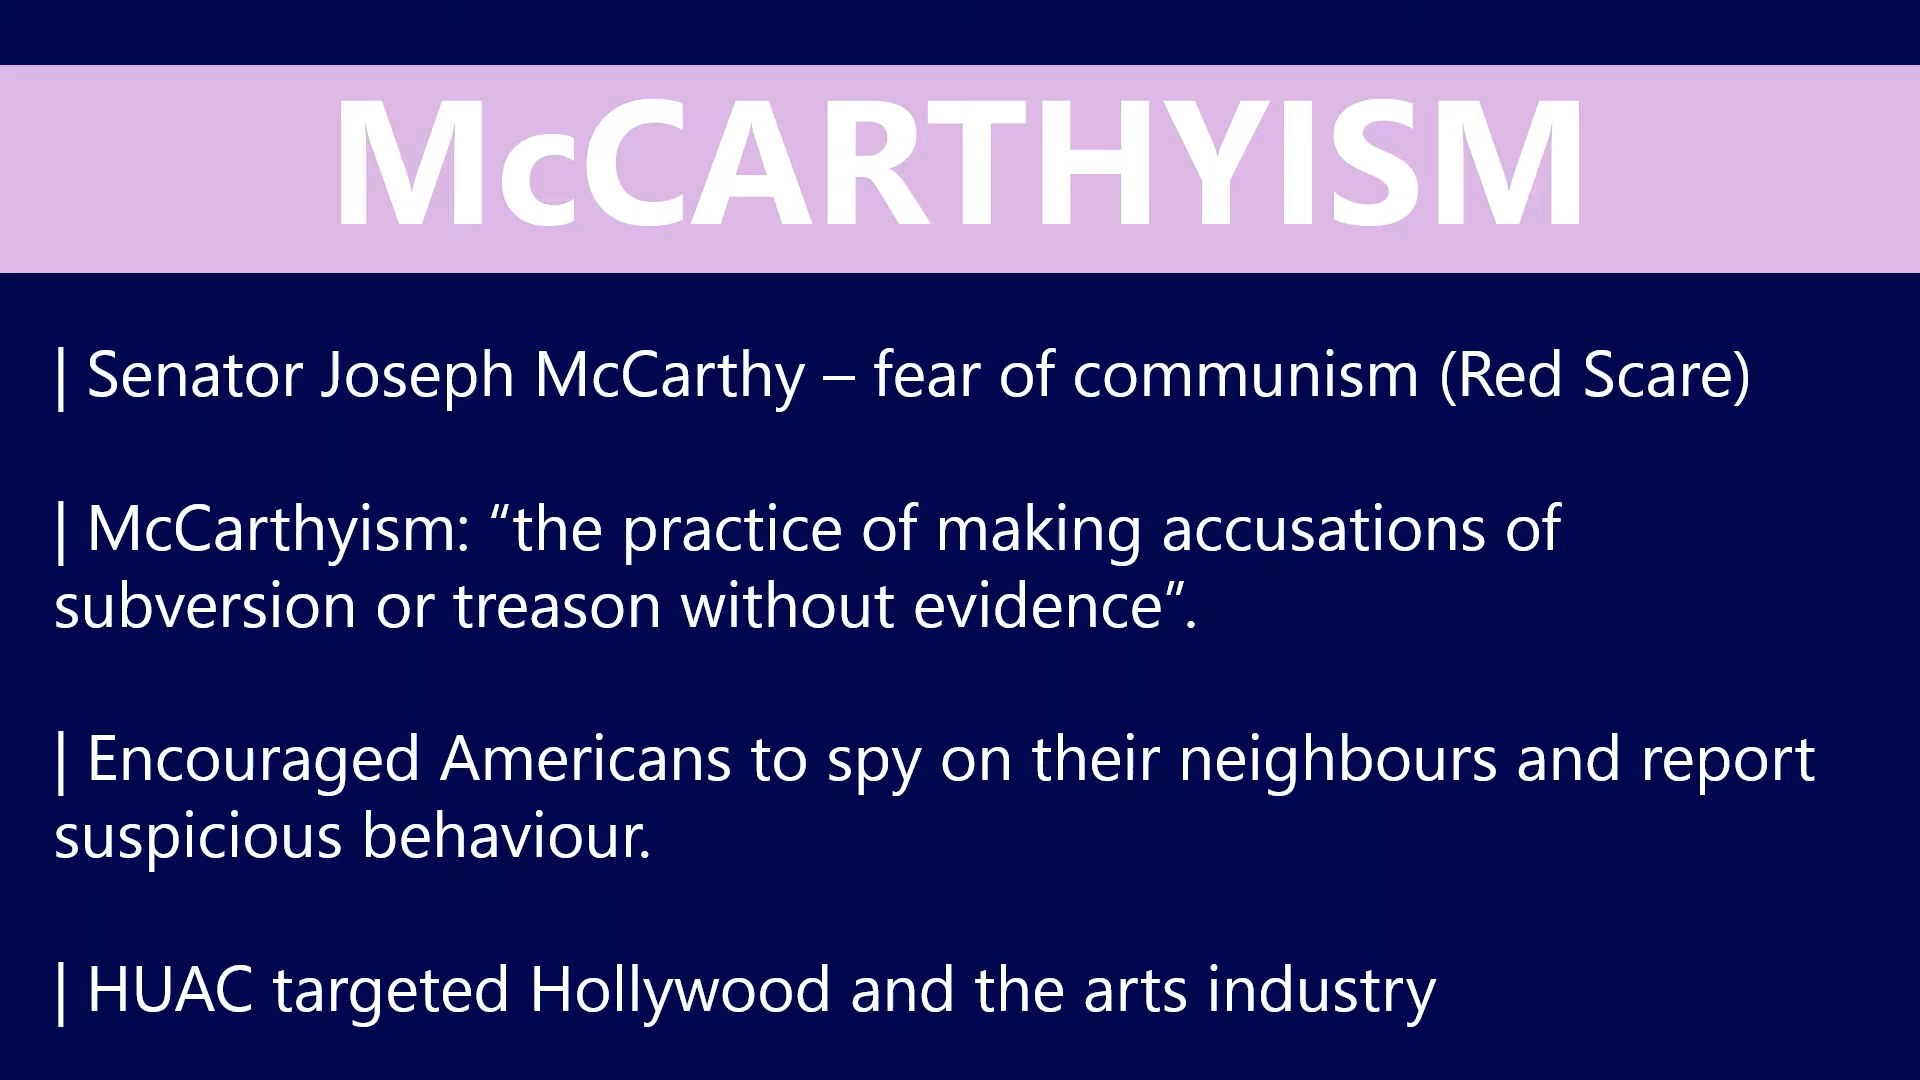 McCARTHYISM
| Senator Joseph McCarthy – fear of communism (Red Scare)
| McCarthyism: “the practice of making accusations of
subversion or treason without evidence”.
| Encouraged Americans to spy on their neighbours and report
suspicious behaviour.
| HUAC targeted Hollywood and the arts industry